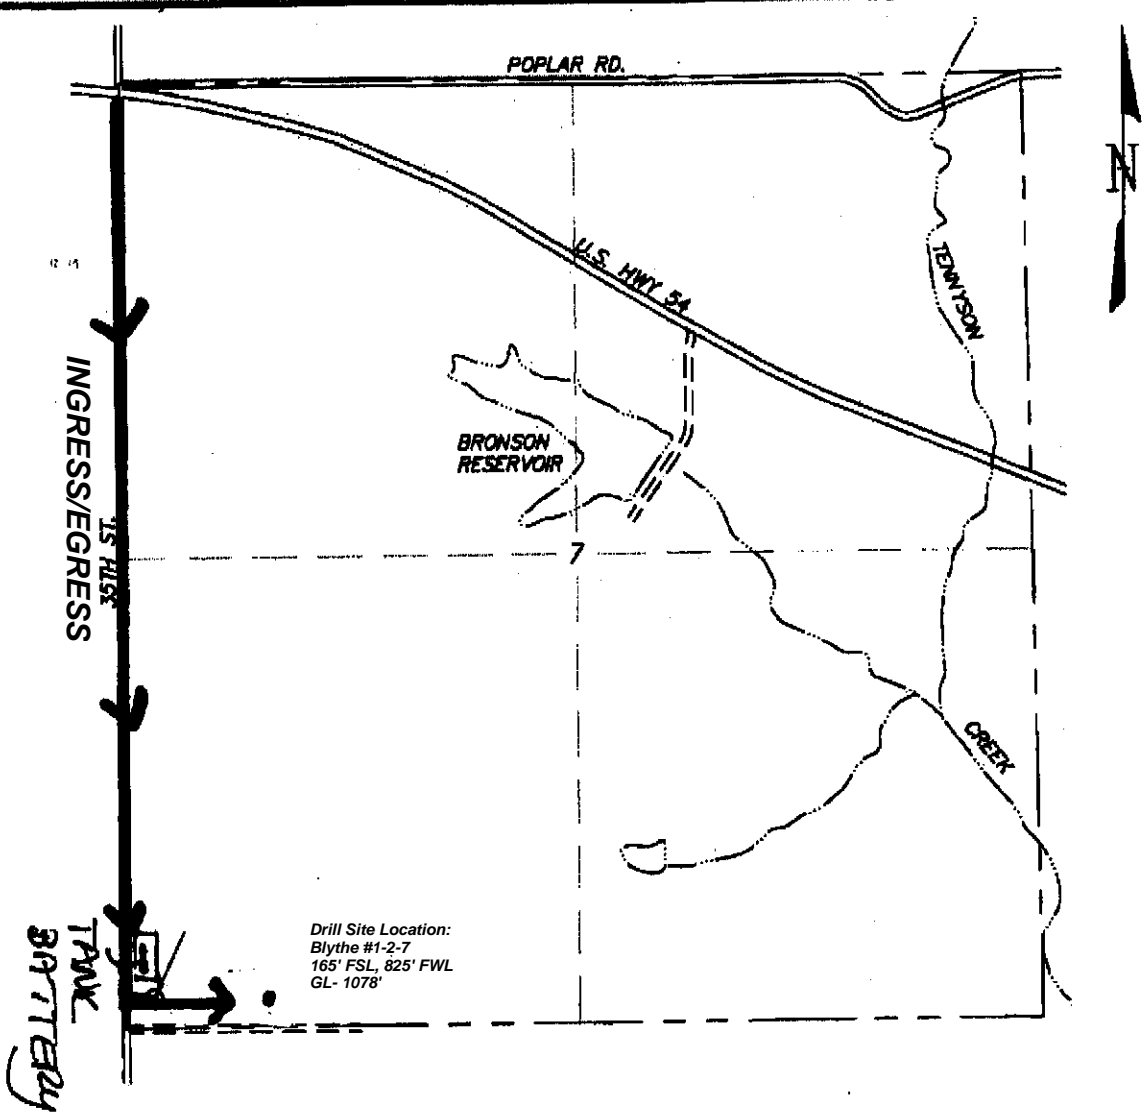 POPLAR RD.
N
U.S. HWY 54
TENNYSON
BRONSON
RESERVOIR
INGRESS/EGRESS
7
CREEK
Drill Site Location:
Blythe #1-2-7
165' FSL, 825' FWL
GL- 1078'
TANK
BATTERY